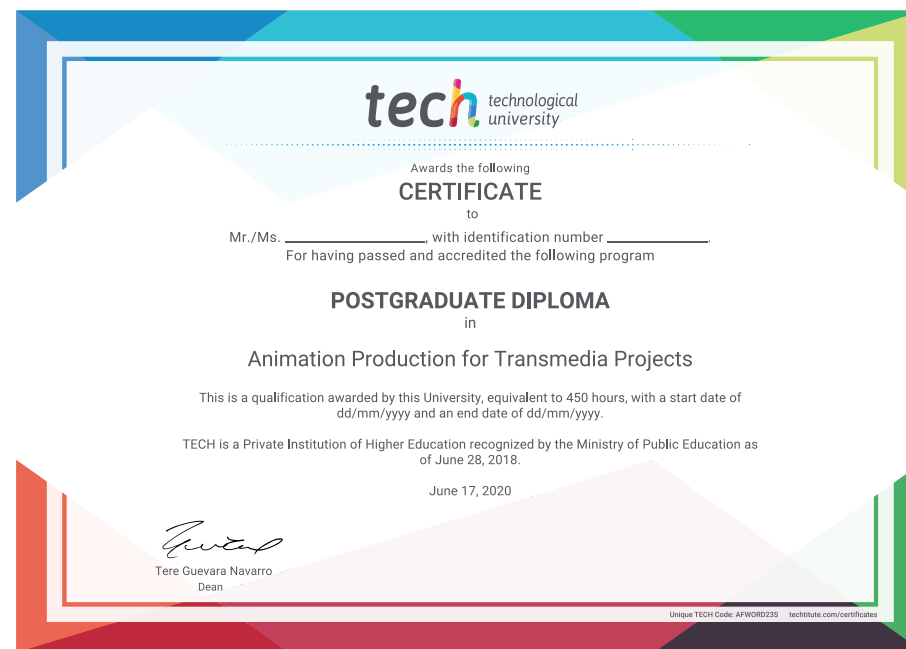 tech technological
university
Awards the following
CERTIFICATE
to
Mr./Ms. ____________________, with identification number ______________.
For having passed and accredited the following program
POSTGRADUATE DIPLOMA
in
Animation Production for Transmedia Projects
This is a qualification awarded by this University, equivalent to 450 hours, with a start date of
dd/mm/yyyy and an end date of dd/mm/yyyy.
TECH is a Private Institution of Higher Education recognized by the Ministry of Public Education as
of June 28, 2018.
June 17, 2020
Tere Guevara Navarro
Dean
Unique TECH Code: AFWORD23S techtitute.com/certificates